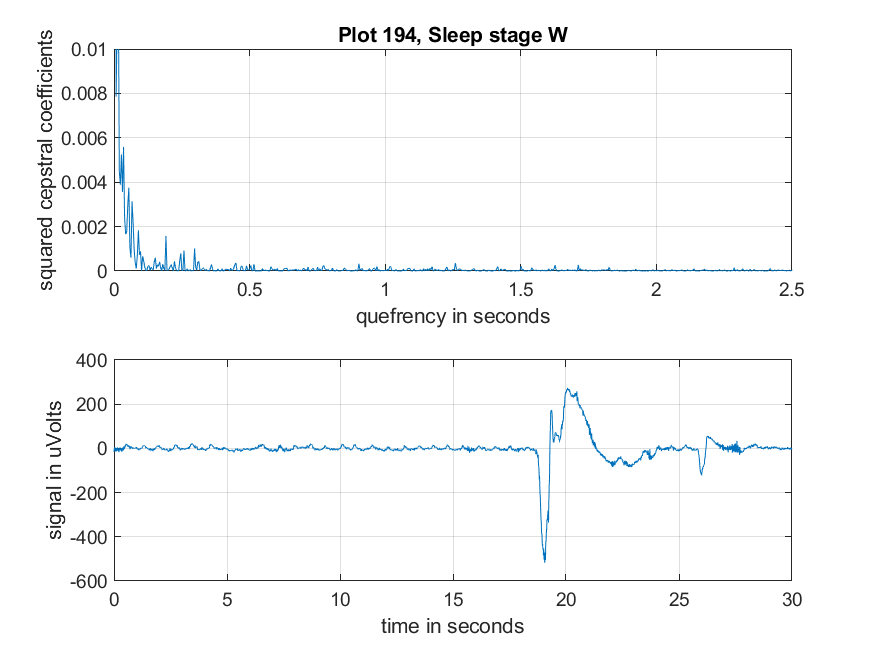 Plot 194, Sleep stage W
squared cepstral coefficients
0.01
0.008
0.006
0.004
0.002
0
0 0.5 1 1.5 2 2.5
quefrency in seconds
signal in uVolts
400
200
0
-200
-400
-600
0 5 10 15 20 25 30
time in seconds